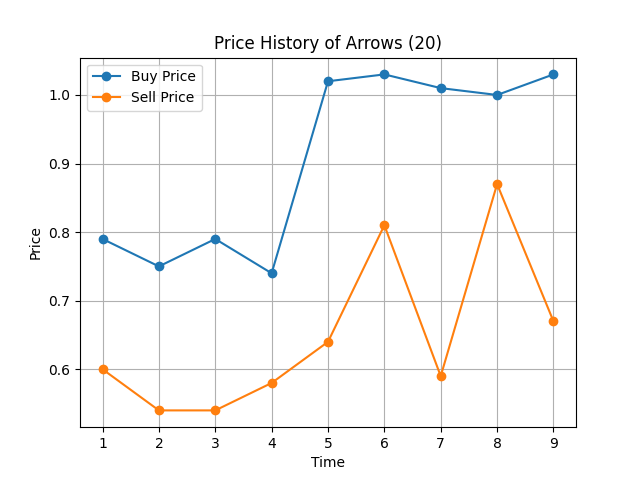 Price History of Arrows (20)
Buy Price
Sell Price
1.0
0.9
0.8
0.7
0.6
Price
1 2 3 4 5 6 7 8 9
Time